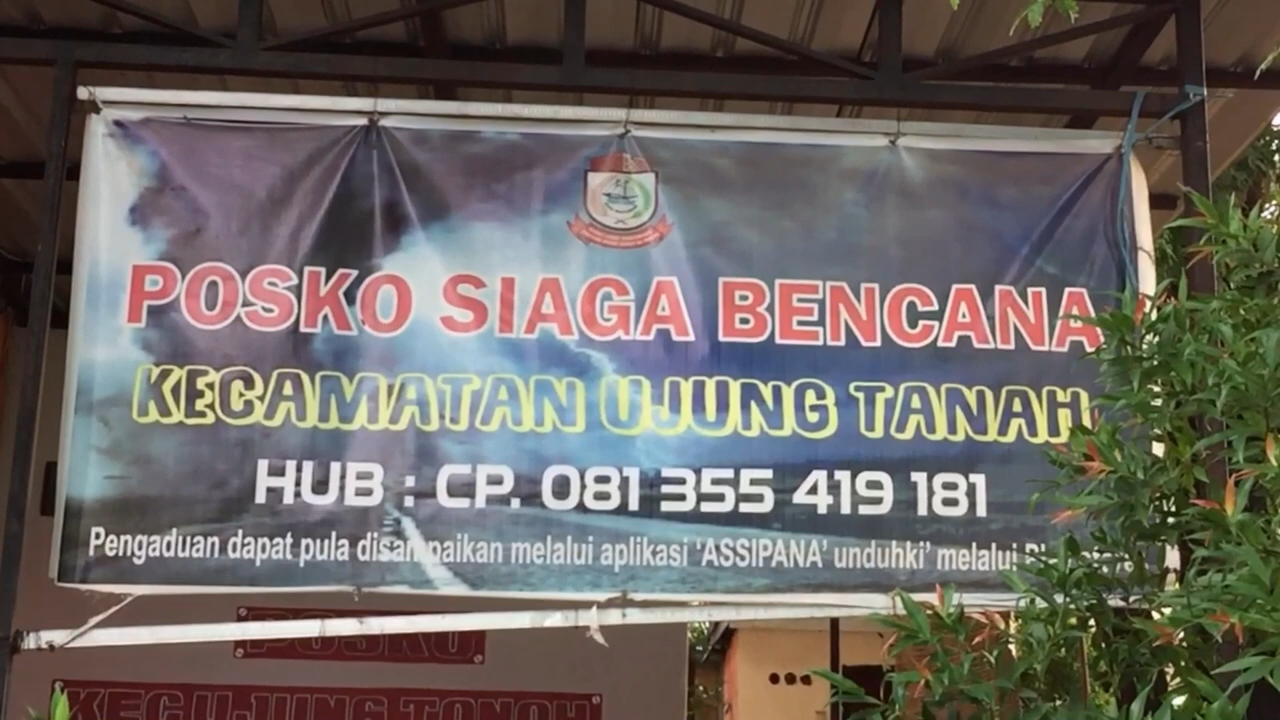 POSKO SIAGA BENCANA
KECAMATAN UJUNG TANAH
HUB : CP. 081 355 419 181
Pengaduan dapat pula disampaikan melalui aplikasi 'ASSIPANA' unduhki' melalui
POSKO
KEC UJUNG TANAH